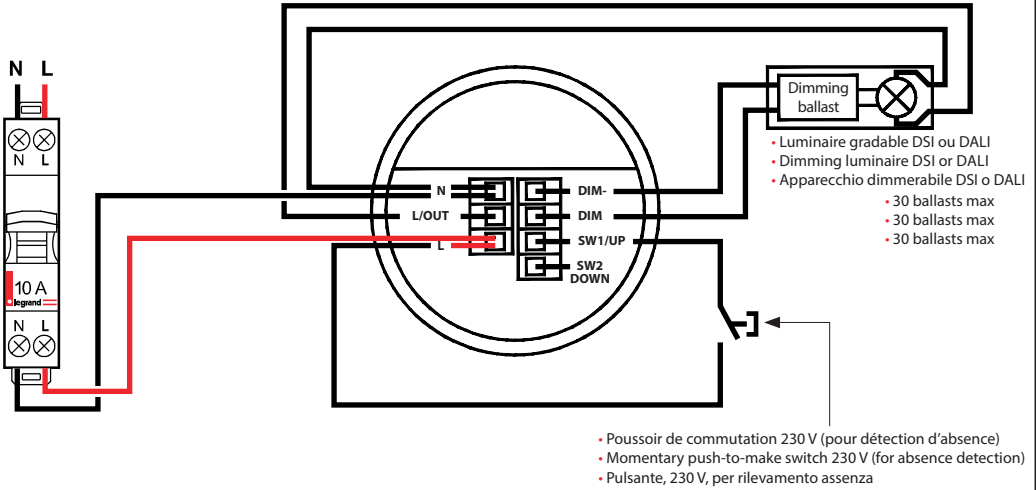 N L
N L
10 A
legrand
N L
N
L/OUT
L
DIM-
DIM
SW1/UP
SW2
DOWN
Dimming
ballast
• Luminaire gradable DSI ou DALI
• Dimming luminaire DSI or DALI
• Apparecchio dimmerabile DSI o DALI
• 30 ballasts max
• 30 ballasts max
• 30 ballasts max
• Poussoir de commutation 230 V (pour détection d'absence)
• Momentary push-to-make switch 230 V (for absence detection)
• Pulsante, 230 V, per rilevamento assenza